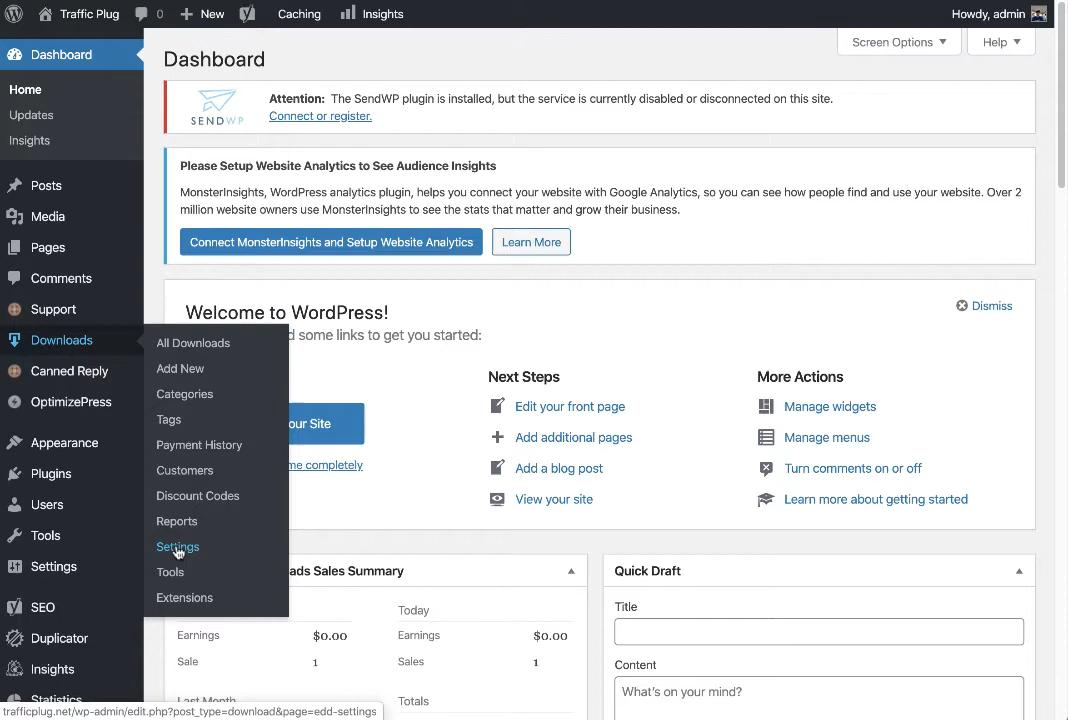 Traffic Plug 0 New Caching Insights Howdy, admin
Screen Options Help
Dashboard
Home
Updates
Insights
Posts
Media
Pages
Comments
Support
Downloads
Canned Reply
OptimizePress
Appearance
Plugins
Users
Tools
Settings
SEO
Duplicator
Insights
Statistics
All Downloads
Add New
Categories
Tags
Payment History
Customers
Discount Codes
Reports
Settings
Tools
Extensions
Dashboard
SENDWP
Attention: The SendWP plugin is installed, but the service is currently disabled or disconnected on this site.
Connect or register.
Please Setup Website Analytics to See Audience Insights
MonsterInsights, WordPress analytics plugin, helps you connect your website with Google Analytics, so you can see how people find and use your website. Over 2
million website owners use MonsterInsights to see the stats that matter and grow their business.
Connect MonsterInsights and Setup Website Analytics Learn More
Welcome to WordPress!
Dismiss
d some links to get you started:
our Site
me completely
Next Steps
Edit your front page
Add additional pages
Add a blog post
View your site
More Actions
Manage widgets
Manage menus
Turn comments on or off
Learn more about getting started
ads Sales Summary
Today
Earnings $0.00 Earnings $0.00
Sale 1 Sales 1
Last Month Totals
Quick Draft
Title
Content
What's on your mind?
trafficplug.net/wp-admin/edit.php?post_type=download&page=edd-settings